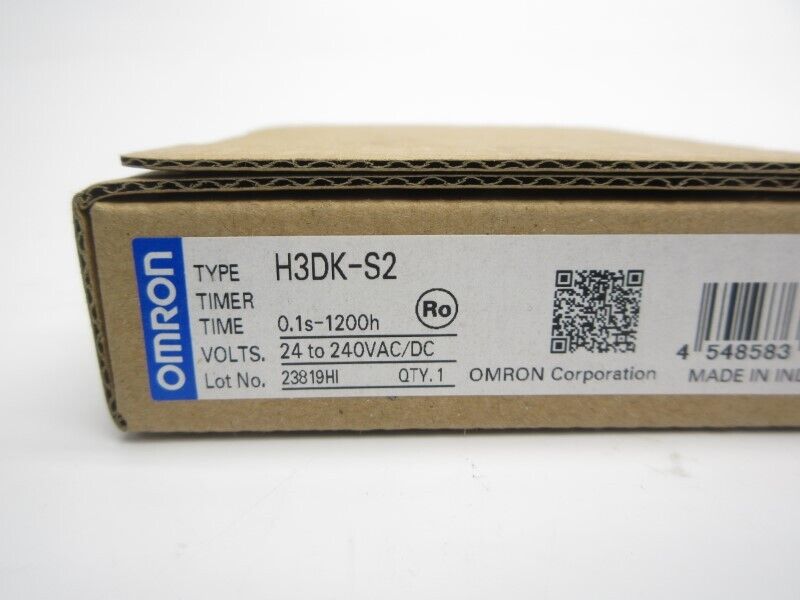 OMRON
TYPE H3DK-S2
TIMER
TIME 0.1s-1200h Ro
VOLTS. 24 to 240VAC/DC
Lot No. 23819HI QTY.1 OMRON Corporation
4 548583
MADE IN